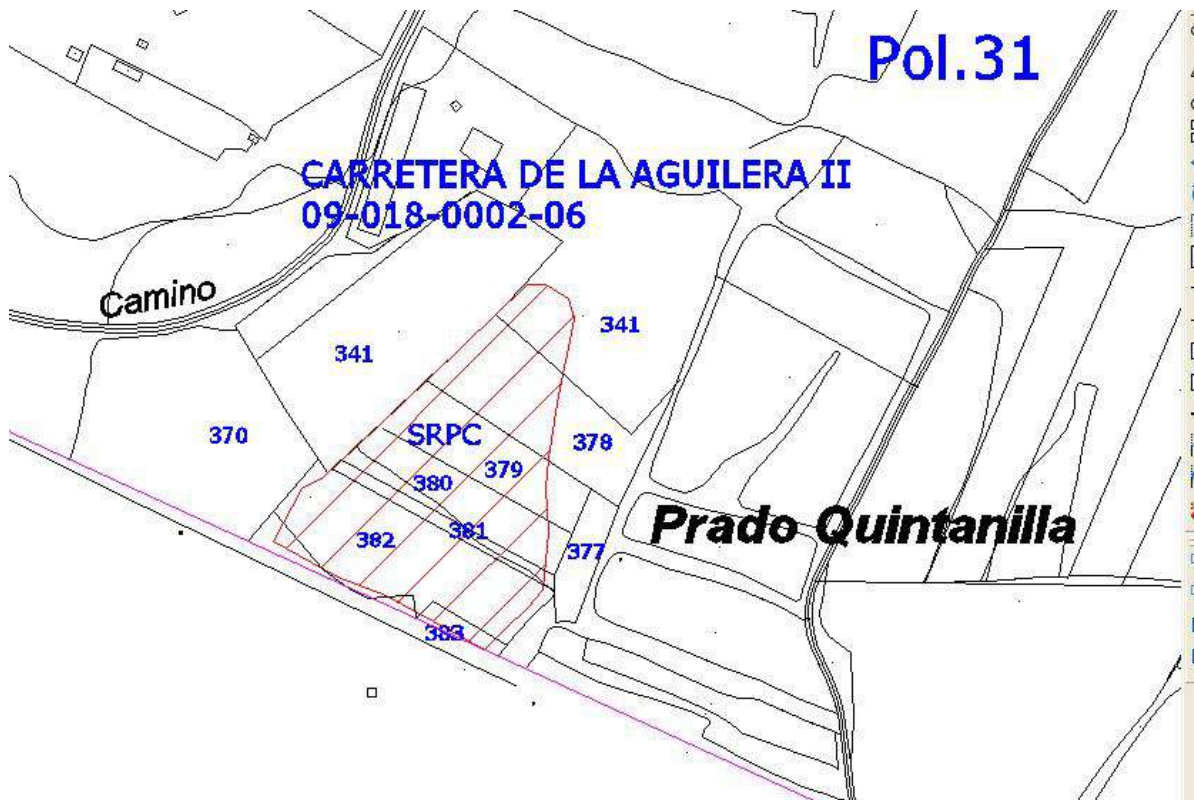 Pol.31
CARRETERA DE LA AGUILERA II
09-018-0002-06
Camino
341
341
370
SRPC
378
379
380
381
382
377
Prado Quintanilla
383